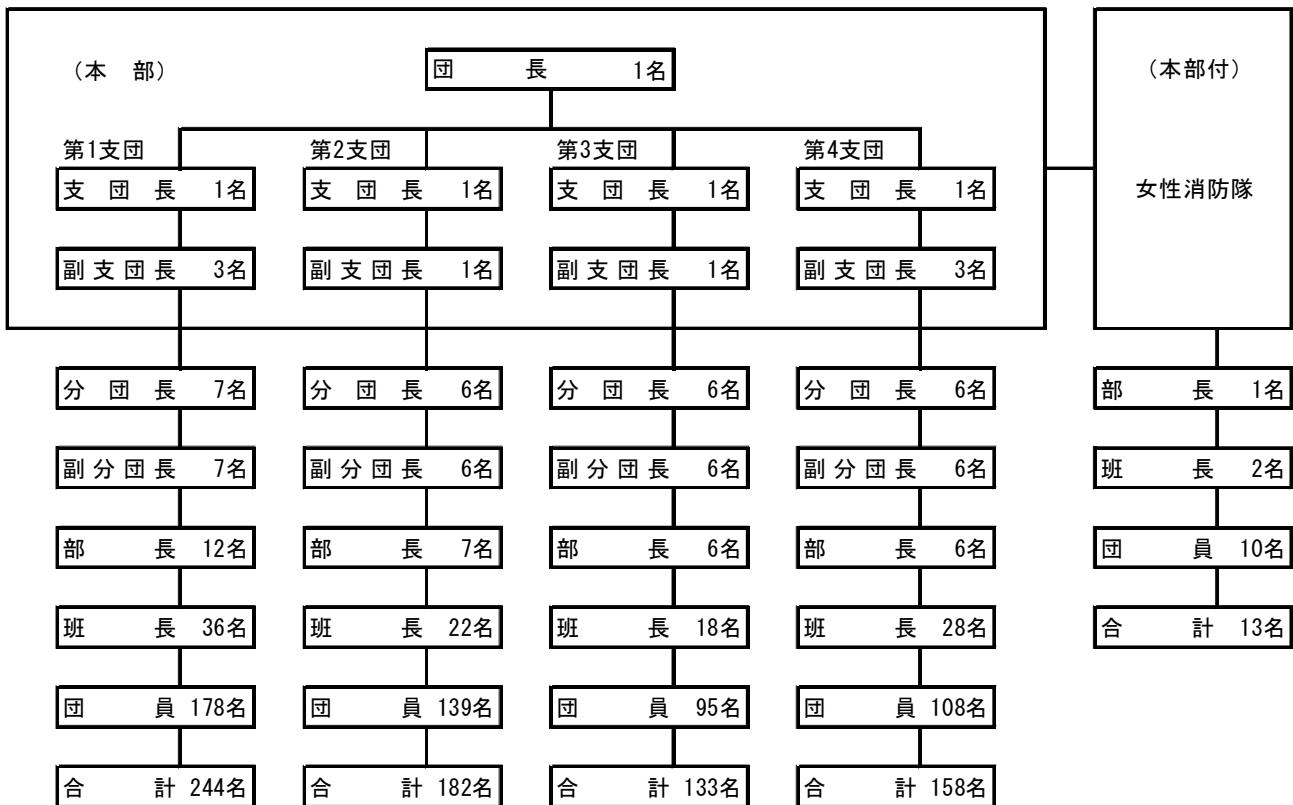 (本　部)
団　長　1名
(本部付)
第1支団　第2支団　第3支団　第4支団
支団長　1名　支団長　1名　支団長　1名　支団長　1名
女性消防隊
副支団長　3名　副支団長　1名　副支団長　1名　副支団長　3名
分団長　7名　分団長　6名　分団長　6名　分団長　6名　部長　1名
副分団長　7名　副分団長　6名　副分団長　6名　副分団長　6名　班長　2名
部長　12名　部長　7名　部長　6名　部長　6名　団員　10名
班長　36名　班長　22名　班長　18名　班長　28名　合計　13名
団員　178名　団員　139名　団員　95名　団員　108名
合計　244名　合計　182名　合計　133名　合計　158名